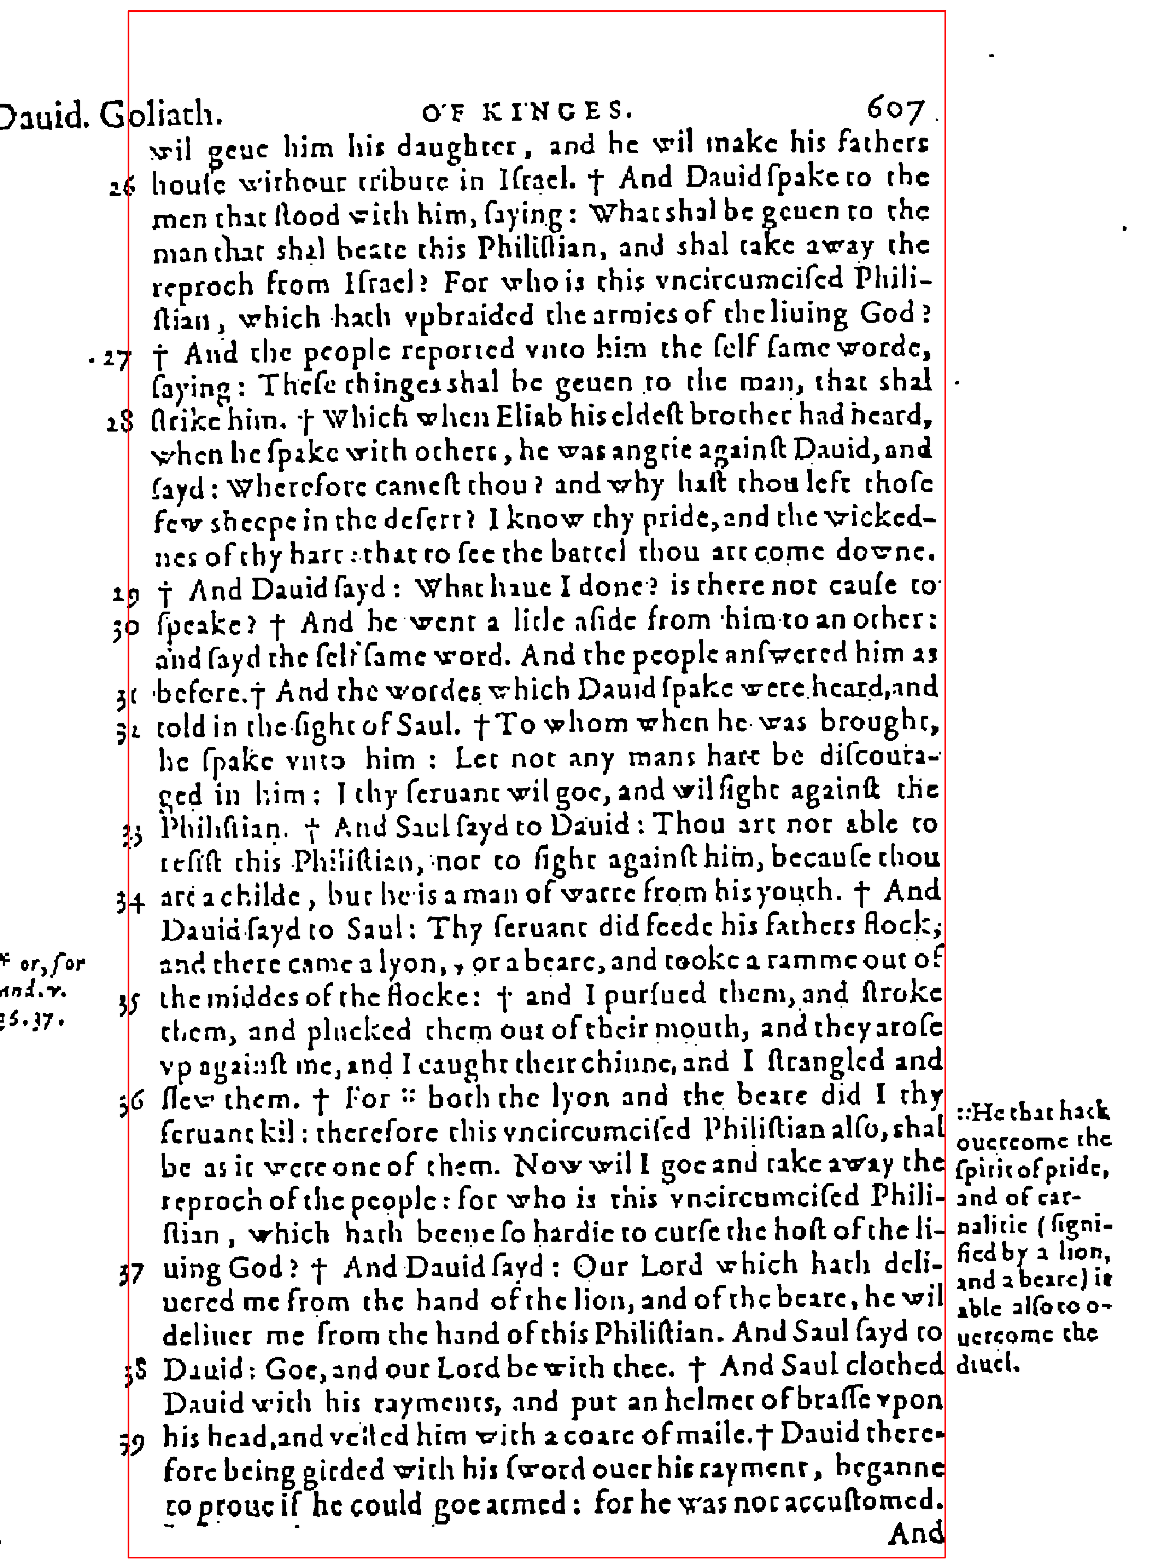 Dauid. Goliath. OF KINGES. 607
wil geue him his daughter, and he wil make his fathers
26 houſe without tribute in Iſrael. † And Dauid ſpake to the
men that ſtood with him, ſaying: What shal be geuen to the
man that shal beate this Philiſtian, and shal take away the
reproch from Iſrael? For who is this vncircumciſed Phili-
ſtian, which hath vpbraided the armies of the liuing God?
27 † And the people reported vnto him the ſelf ſame worde,
ſaying: Theſe thinges shal be geuen to the man, that shal
28 ſtrike him. † Which when Eliab his eldeſt brother had heard,
when he ſpake with others, he was angrie againſt Dauid, and
ſayd: Wherefore cameſt thou? and why haſt thou left thoſe
few sheepe in the deſert? I know thy pride, and the wicked-
nes of thy hart: that to ſee the battel thou art come downe.
29 † And Dauid ſayd: What haue I done? is there not cauſe to
30 ſpeake? † And he went a litle aſide from him to an other:
and ſayd the ſelf ſame word. And the people anſwered him as
31 before. † And the wordes which Dauid ſpake were heard, and
32 told in the ſight of Saul. † To whom when he was brought,
he ſpake vnto him: Let not any mans hart be diſcoura-
ged in him: I thy ſeruant wil goe, and wil fight againſt the
33 Philiſtian. † And Saul ſayd to Dauid: Thou art not able to
reſiſt this Philiſtian, nor to fight againſt him, becauſe thou
34 art a childe, but he is a man of warre from his youth. † And
Dauid ſayd to Saul: Thy ſeruant did feede his fathers flock,
and there came a lyon, * or a beare, and tooke a ramme out of
* or, for
and. v.
36.37.
35 the middes of the flocke: † and I purſued them, and ſtroke
them, and plucked them out of their mouth, and they aroſe
vp againſt me, and I caught their chinne, and I ſtrangled and
36 ſlew them. † For :: both the lyon and the beare did I thy
ſeruant kil: therefore this vncircumciſed Philiſtian alſo, shal
be as it were one of them. Now wil I goe and take away the
reproch of the people: for who is this vncircumciſed Phili-
ſtian, which hath beene ſo hardie to curſe the hoſt of the li-
37 uing God? † And Dauid ſayd: Our Lord which hath deli-
uered me from the hand of the lion, and of the beare, he wil
deliuer me from the hand of this Philiſtian. And Saul ſayd to
38 Dauid: Goe, and our Lord be with thee. † And Saul clothed
Dauid with his rayments, and put an helmet of braſſe vpon
39 his head, and veſted him with a coate of maile. † Dauid there-
fore being girded with his ſword ouer his rayment, beganne
to proue if he could goe armed: for he was not accuſtomed.
And
::He that hath
ouercome the
ſpirit of pride,
and of car-
nalitie (ſigni-
fied by a lion,
and a beare) is
able alſo to o-
uercome the
diuel.